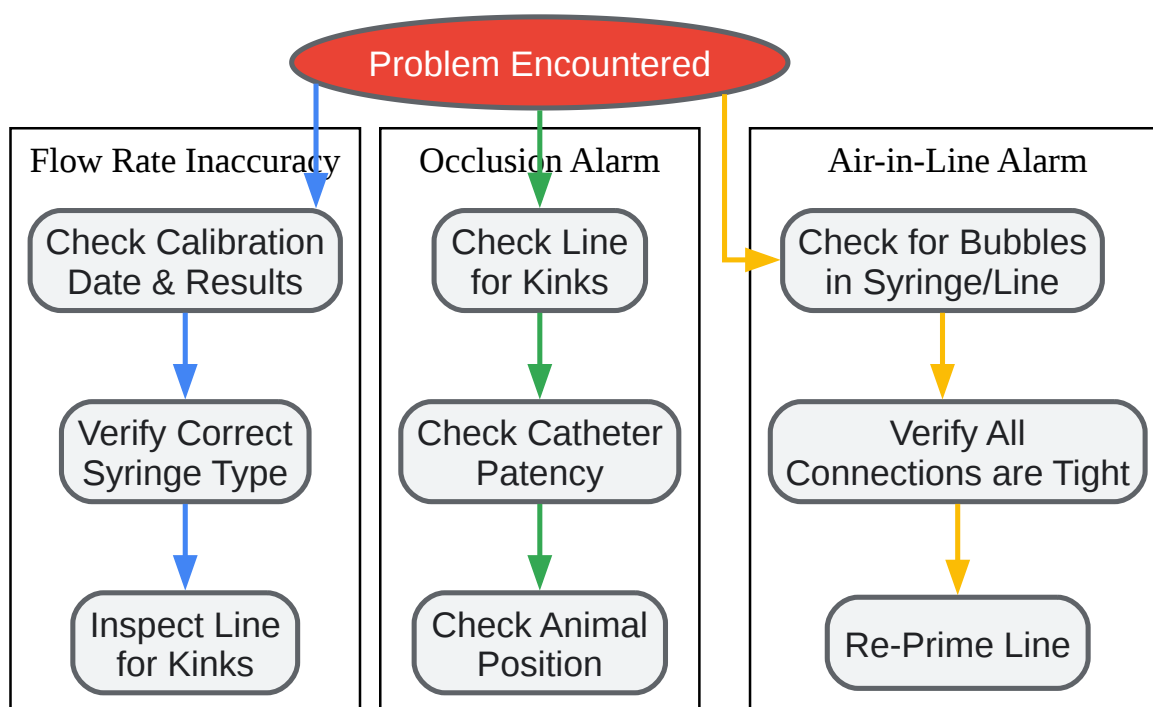 Problem Encountered
Flow Rate Inaccuracy
Check Calibration
Date & Results
Verify Correct
Syringe Type
Inspect Line
for Kinks
Occlusion Alarm
Check Line
for Kinks
Check Catheter
Patency
Check Animal
Position
Air-in-Line Alarm
Check for Bubbles
in Syringe/Line
Verify All
Connections are Tight
Re-Prime Line